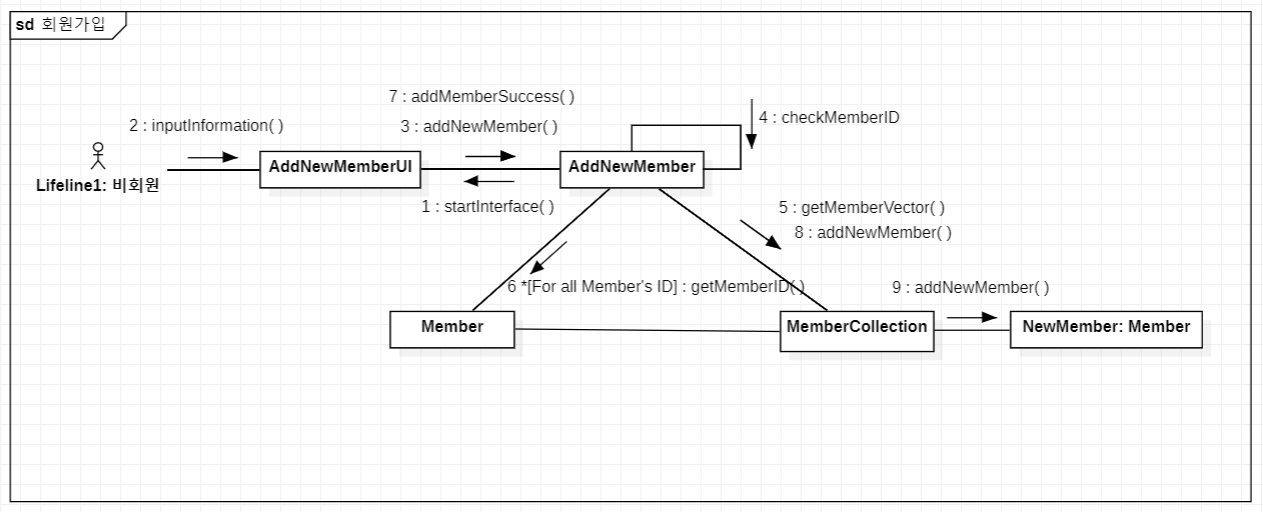 sd 회원가입
7 : addMemberSuccess( )
2 : inputInformation( )
3 : addNewMember( )
4 : checkMemberID
Lifeline1: 비회원
AddNewMemberUI
AddNewMember
1 : startInterface( )
5 : getMemberVector( )
8 : addNewMember( )
6 *[For all Member's ID] : getMemberID( )
9 : addNewMember( )
Member
MemberCollection
NewMember: Member